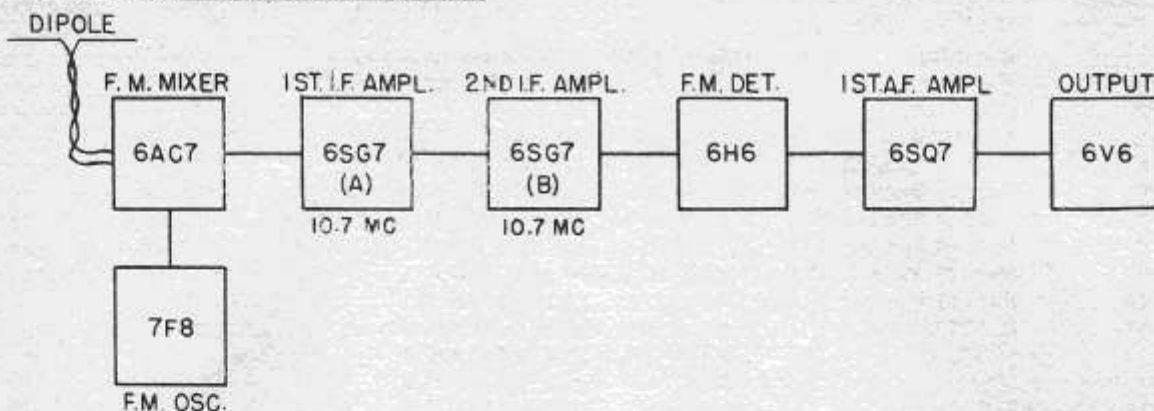 DIPOLE
F. M. MIXER
1ST. I.F. AMPL.
2ND I.F. AMPL.
F.M. DET.
1ST.A.F. AMPL
OUTPUT
6AC7
6SG7
(A)
6SG7
(B)
6H6
6SQ7
6V6
10.7 MC
10.7 MC
7F8
F.M. OSC.